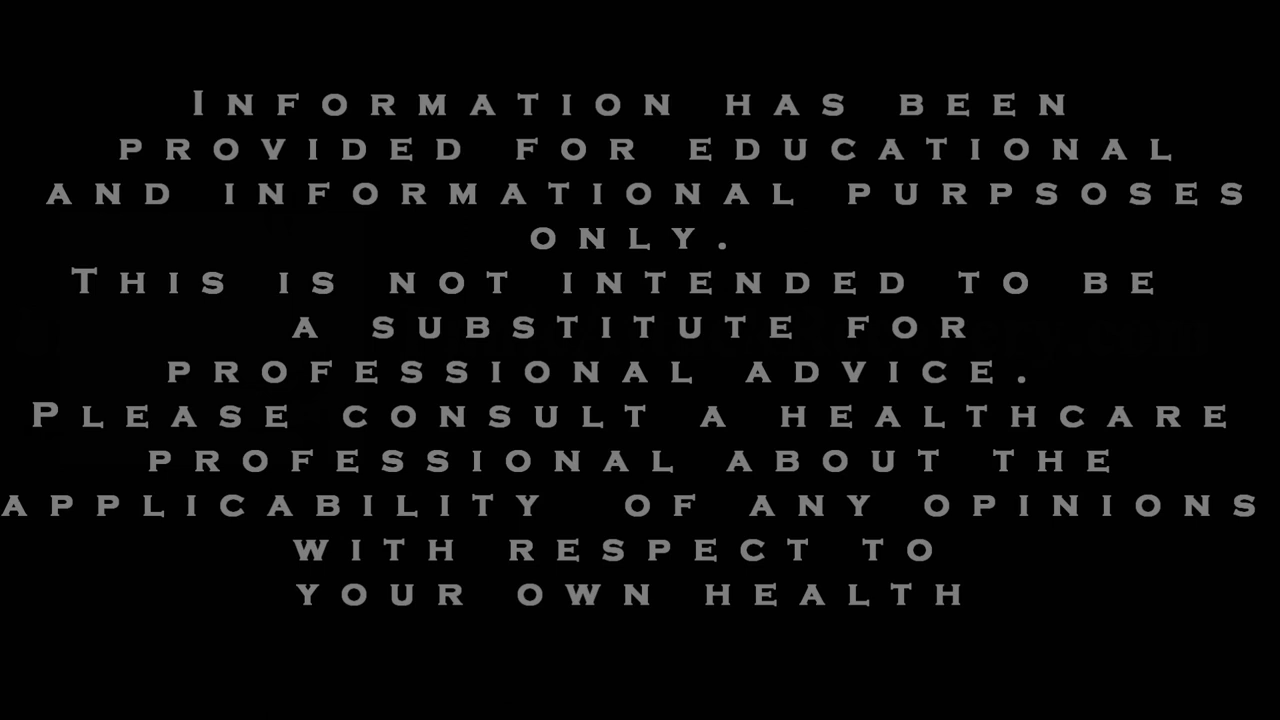 Information has been
provided for educational
and informational purpsoses
only.
This is not intended to be
a substitute for
professional advice.
Please consult a healthcare
professional about the
applicability of any opinions
with respect to
your own health